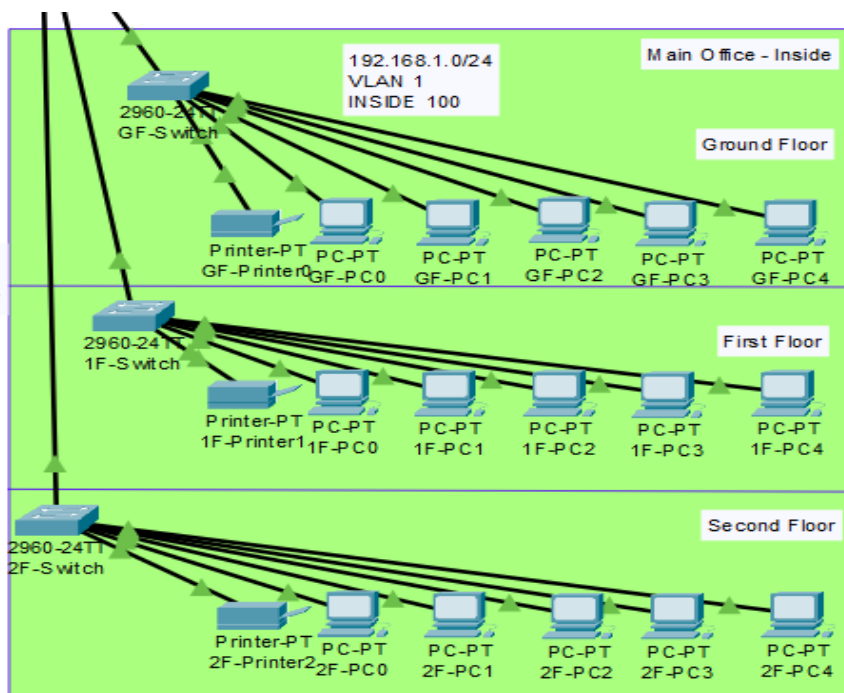 Main Office - Inside
192.168.1.0/24
VLAN 1
INSIDE 100
2960-24TT
GF-Switch
Ground Floor
Printer-PT
GF-Printer0
PC-PT
GF-PC0
PC-PT
GF-PC1
PC-PT
GF-PC2
PC-PT
GF-PC3
PC-PT
GF-PC4
2960-24TT
1F-Switch
First Floor
Printer-PT
1F-Printer1
PC-PT
1F-PC0
PC-PT
1F-PC1
PC-PT
1F-PC2
PC-PT
1F-PC3
PC-PT
1F-PC4
2960-24TT
2F-Switch
Second Floor
Printer-PT
2F-Printer2
PC-PT
2F-PC0
PC-PT
2F-PC1
PC-PT
2F-PC2
PC-PT
2F-PC3
PC-PT
2F-PC4